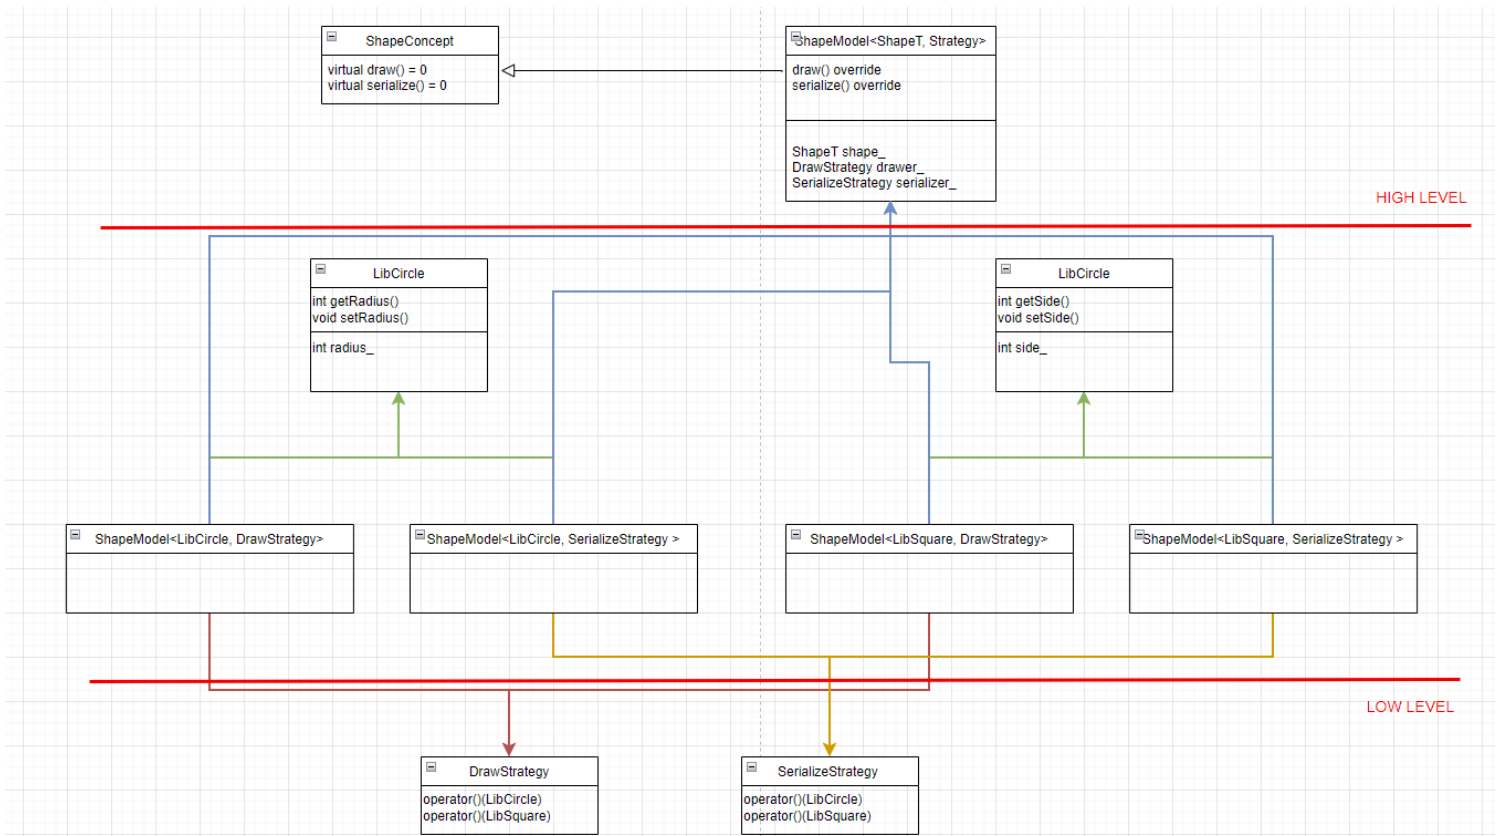 ShapeConcept
virtual draw() = 0
virtual serialize() = 0
ShapeModel<ShapeT, Strategy>
draw() override
serialize() override
ShapeT shape_
DrawStrategy drawer_
SerializeStrategy serializer_
HIGH LEVEL
LibCircle
int getRadius()
void setRadius()
int radius_
LibCircle
int getSide()
void setSide()
int side_
ShapeModel<LibCircle, DrawStrategy>
ShapeModel<LibCircle, SerializeStrategy >
ShapeModel<LibSquare, DrawStrategy>
ShapeModel<LibSquare, SerializeStrategy >
LOW LEVEL
DrawStrategy
operator()(LibCircle)
operator()(LibSquare)
SerializeStrategy
operator()(LibCircle)
operator()(LibSquare)